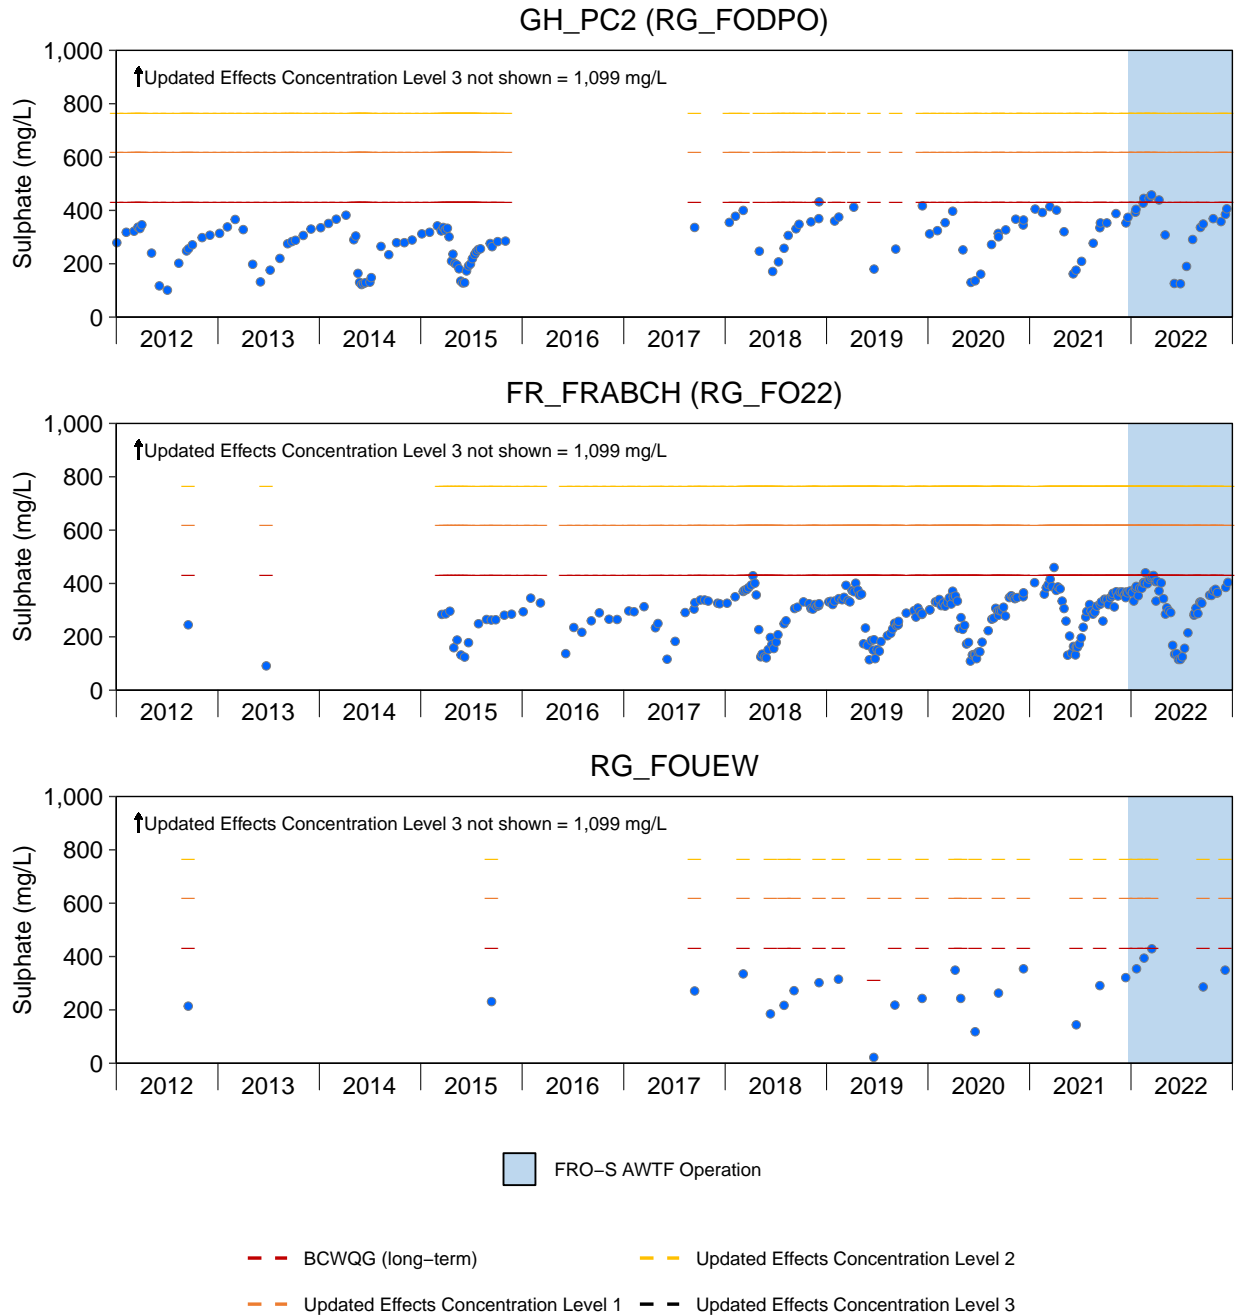 GH_PC2 (RG_FODPO)
Sulphate (mg/L)
1,000
800
600
400
200
0
Updated Effects Concentration Level 3 not shown = 1,099 mg/L
2012 2013 2014 2015 2016 2017 2018 2019 2020 2021 2022
FR_FRABCH (RG_FO22)
Sulphate (mg/L)
1,000
800
600
400
200
0
Updated Effects Concentration Level 3 not shown = 1,099 mg/L
2012 2013 2014 2015 2016 2017 2018 2019 2020 2021 2022
RG_FOUEW
Sulphate (mg/L)
1,000
800
600
400
200
0
Updated Effects Concentration Level 3 not shown = 1,099 mg/L
2012 2013 2014 2015 2016 2017 2018 2019 2020 2021 2022
FRO−S AWTF Operation
BCWQG (long−term)
Updated Effects Concentration Level 2
Updated Effects Concentration Level 1
Updated Effects Concentration Level 3